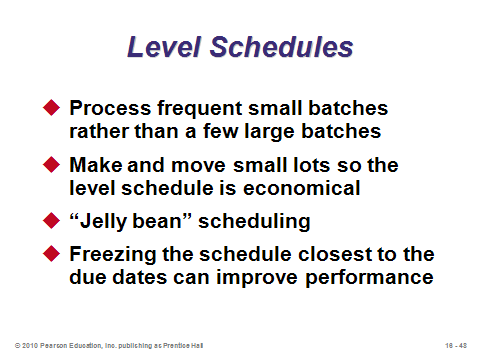 Level Schedules
Process frequent small batches
rather than a few large batches
Make and move small lots so the
level schedule is economical
“Jelly bean” scheduling
Freezing the schedule closest to the
due dates can improve performance
© 2010 Pearson Education, Inc. publishing as Prentice Hall
16 - 48